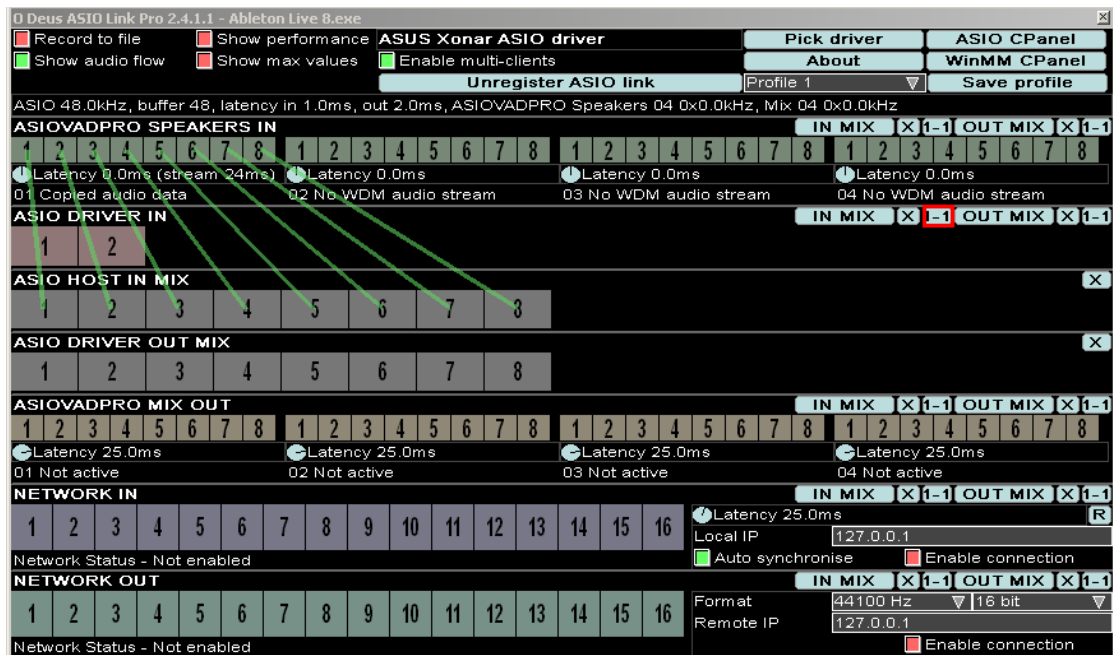 O Deus ASIO Link Pro 2.4.1.1 - Ableton Live 8.exe
Record to file Show performance ASUS Xonar ASIO driver Pick driver ASIO CPanel
Show audio flow Show max values Enable multi-clients About WinMM CPanel
Unregister ASIO link Profile 1 Save profile
ASIO 48.0kHz, buffer 48, latency in 1.0ms, out 2.0ms, ASIOVADPRO Speakers 04 0x0.0kHz, Mix 04 0x0.0kHz
ASIOVADPRO SPEAKERS IN IN MIX X 1-1 OUT MIX X 1-1
1 2 3 4 5 6 7 8 1 2 3 4 5 6 7 8 1 2 3 4 5 6 7 8 1 2 3 4 5 6 7 8
Latency 0.0ms (stream 24ms) Latency 0.0ms Latency 0.0ms Latency 0.0ms
01 Copied audio data 02 No WDM audio stream 03 No WDM audio stream 04 No WDM audio stream
ASIO DRIVER IN IN MIX X 1-1 OUT MIX X 1-1
1 2
ASIO HOST IN MIX X
1 2 3 4 5 6 7 8
ASIO DRIVER OUT MIX X
1 2 3 4 5 6 7 8
ASIOVADPRO MIX OUT IN MIX X 1-1 OUT MIX X 1-1
1 2 3 4 5 6 7 8 1 2 3 4 5 6 7 8 1 2 3 4 5 6 7 8 1 2 3 4 5 6 7 8
Latency 25.0ms Latency 25.0ms Latency 25.0ms Latency 25.0ms
01 Not active 02 Not active 03 Not active 04 Not active
NETWORK IN IN MIX X 1-1 OUT MIX X 1-1
1 2 3 4 5 6 7 8 9 10 11 12 13 14 15 16 Latency 25.0ms R
Local IP 127.0.0.1
Network Status - Not enabled Auto synchronise Enable connection
NETWORK OUT IN MIX X 1-1 OUT MIX X 1-1
1 2 3 4 5 6 7 8 9 10 11 12 13 14 15 16 Format 44100 Hz 16 bit
Remote IP 127.0.0.1
Network Status - Not enabled Enable connection